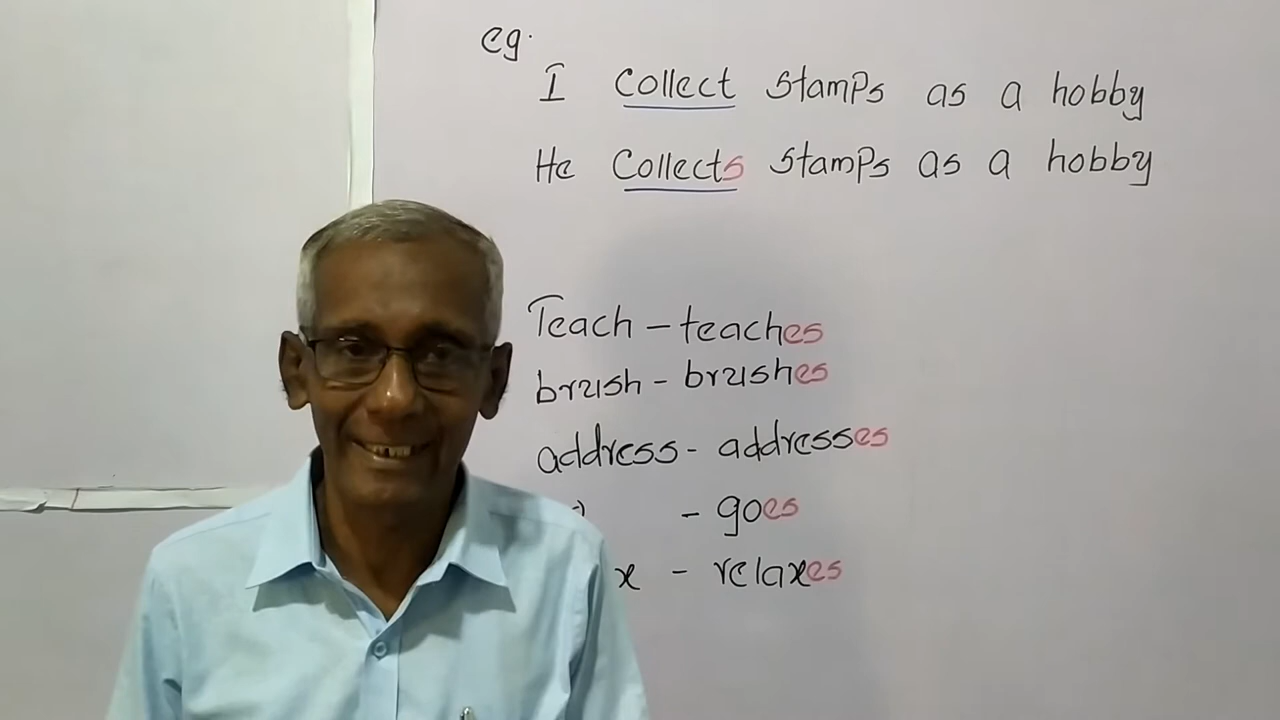 eg.
I collect stamps as a hobby
He collects stamps as a hobby
Teach - teaches
brush - brushes
address - addresses
- goes
x - relaxes